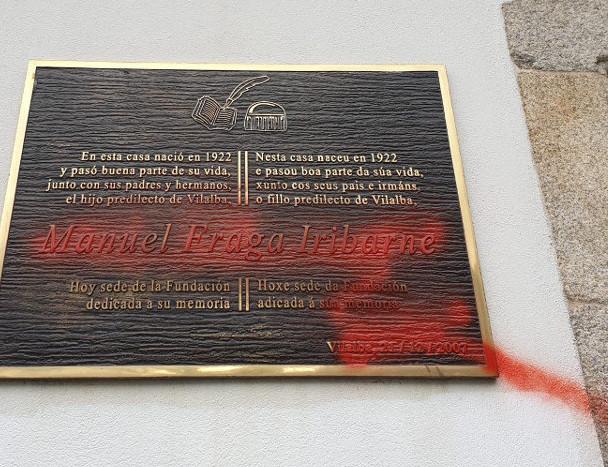 En esta casa nació en 1922
y pasó buena parte de su vida,
junto con sus padres y hermanos,
el hijo predilecto de Vilalba,
Nesta casa naceu en 1922
e pasou boa parte da súa vida,
xunto cos seus pais e irmáns,
o fillo predilecto de Vilalba,
Manuel Fraga Iribarne
Hoy sede de la Fundación
dedicada a su memoria
Hoxe sede da Fundación
adicada á súa memoria
Vilalba,